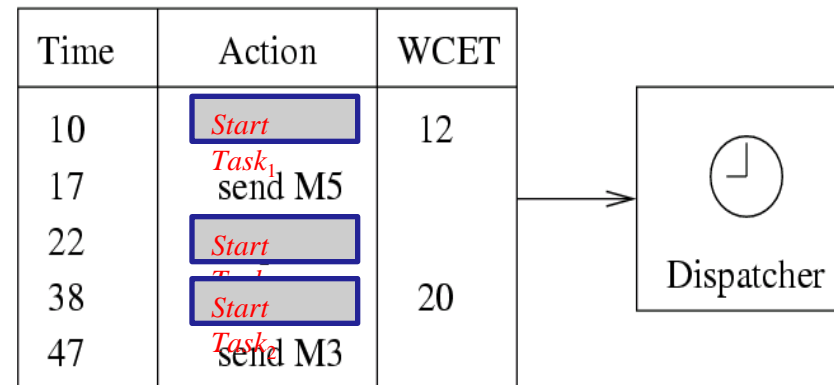 Time Action WCET
10 Start 12
Task1
17 send M5
22 Start
38 Start 20
Task2
47 send M3
Dispatcher